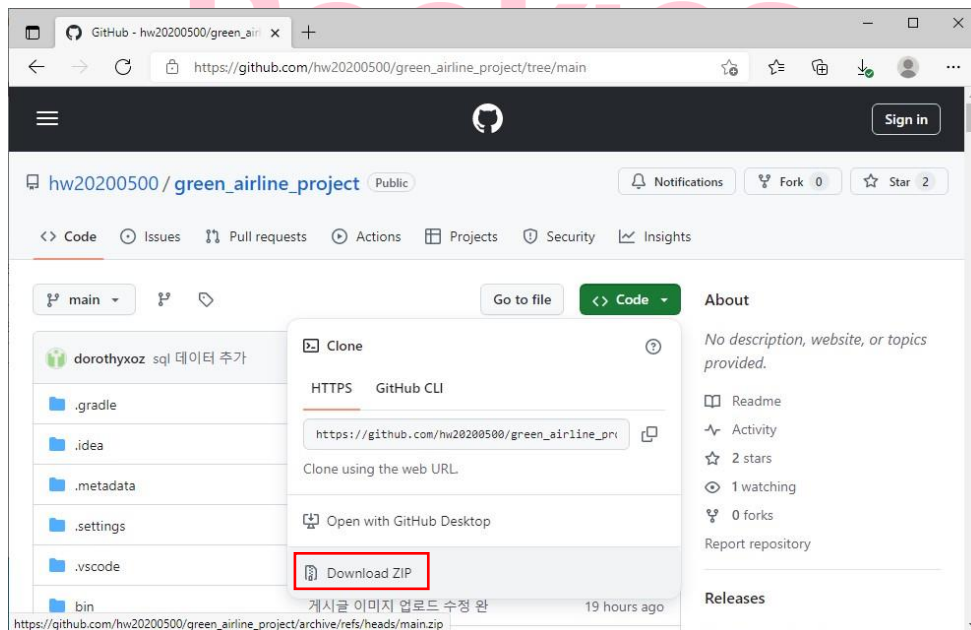 GitHub - hw20200500/green_air
https://github.com/hw20200500/green_airline_project/tree/main
Sign in
hw20200500 / green_airline_project Public
Notifications Fork 0 Star 2
Code Issues Pull requests Actions Projects Security Insights
main Go to file Code About
No description, website, or topics
provided.
dorothyxoz sql 데이터 추가
.gradle
.idea
.metadata
.settings
.vscode
bin 게시글 이미지 업로드 수정 완 19 hours ago
Clone
HTTPS GitHub CLI
https://github.com/hw20200500/green_airline_pr
Clone using the web URL.
Open with GitHub Desktop
Download ZIP
Readme
Activity
2 stars
1 watching
0 forks
Report repository
Releases
https://github.com/hw20200500/green_airline_project/archive/refs/heads/main.zip